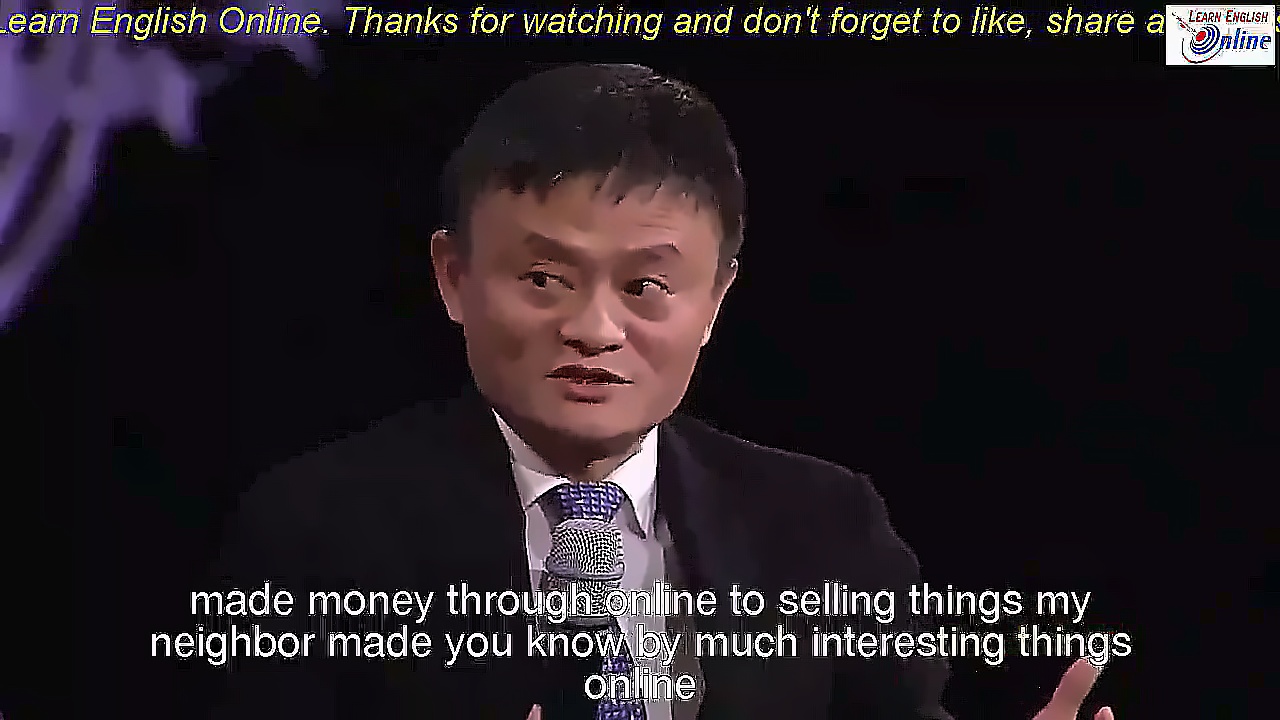 Learn English Online. Thanks for watching and don't forget to like, share
LEARN ENGLISH
Online
made money through online to selling things my
neighbor made you know by much interesting things
online